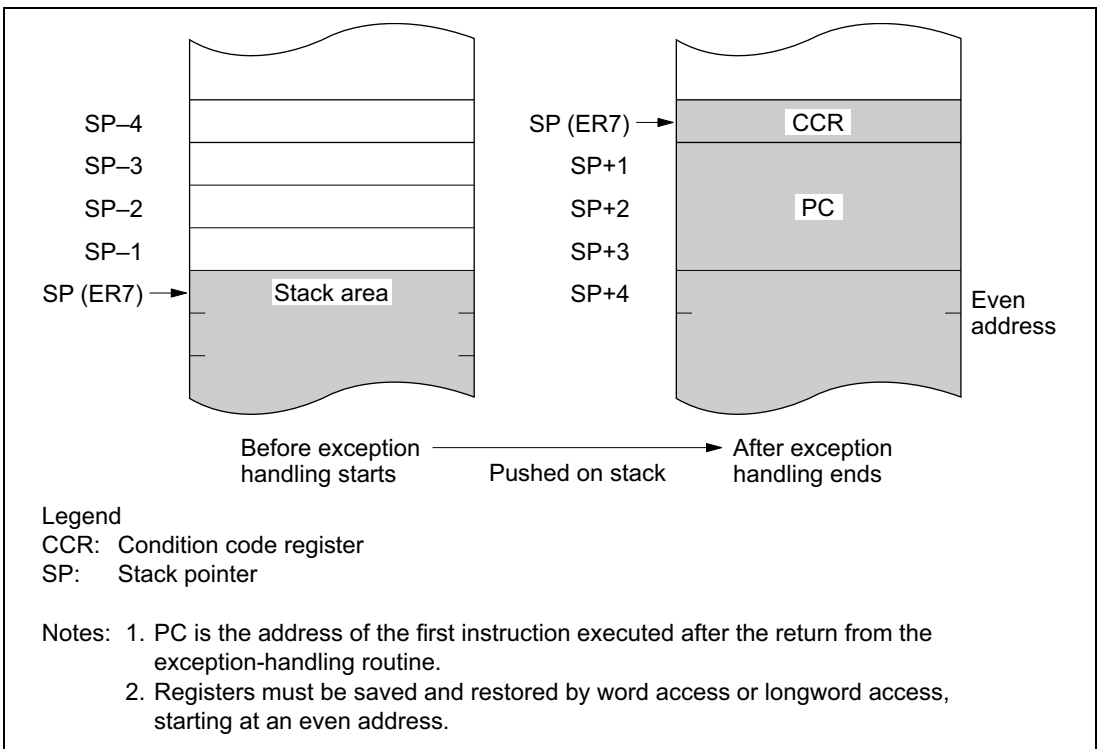 SP–4
SP–3
SP–2
SP–1
SP (ER7)
Stack area
SP (ER7)
CCR
SP+1
SP+2
PC
SP+3
SP+4
Even
address
Before exception
handling starts
Pushed on stack
After exception
handling ends
Legend
CCR: Condition code register
SP: Stack pointer
Notes: 1. PC is the address of the first instruction executed after the return from the
exception-handling routine.
2. Registers must be saved and restored by word access or longword access,
starting at an even address.